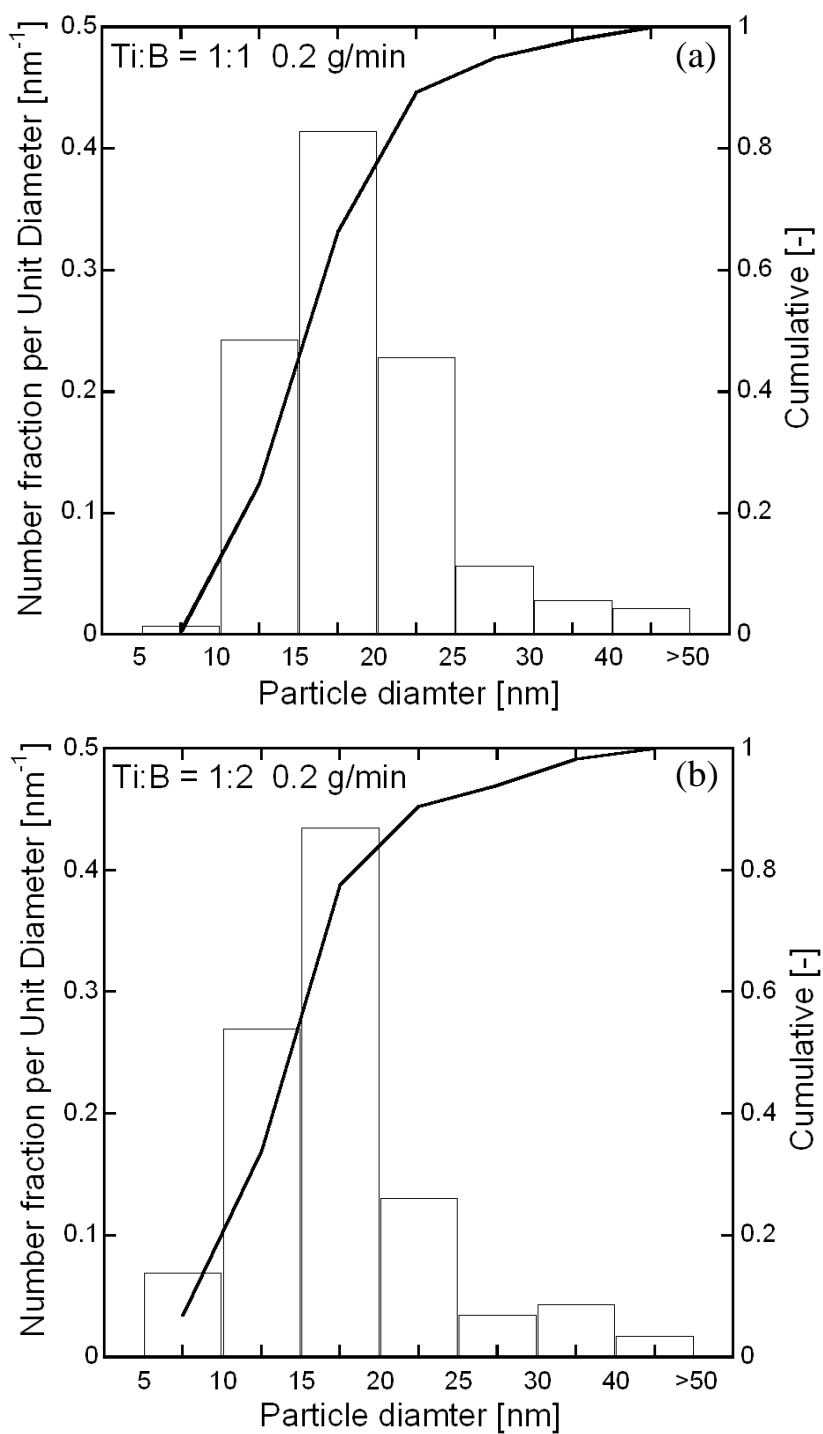 Ti:B = 1:1 0.2 g/min
(a)
Number fraction per Unit Diameter [nm⁻¹]
0.5
0.4
0.3
0.2
0.1
0
1
0.8
0.6
0.4
0.2
0
Cumulative [-]
5 10 15 20 25 30 40 >50
Particle diamter [nm]
Ti:B = 1:2 0.2 g/min
(b)
Number fraction per Unit Diameter [nm⁻¹]
0.5
0.4
0.3
0.2
0.1
0
1
0.8
0.6
0.4
0.2
0
Cumulative [-]
5 10 15 20 25 30 40 >50
Particle diamter [nm]